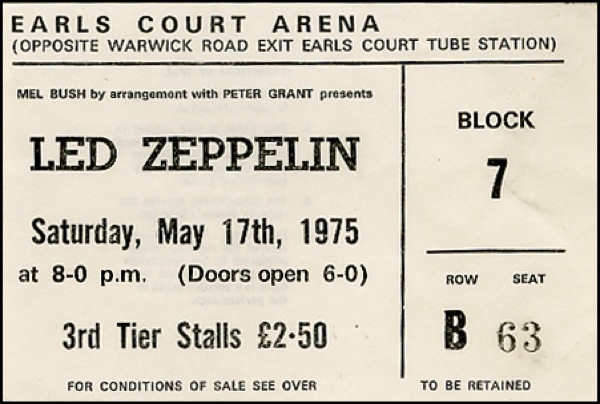 EARLS COURT ARENA
(OPPOSITE WARWICK ROAD EXIT EARLS COURT TUBE STATION)
MEL BUSH by arrangement with PETER GRANT presents
LED ZEPPELIN
Saturday, May 17th, 1975
at 8-0 p.m. (Doors open 6-0)
3rd Tier Stalls £2·50
FOR CONDITIONS OF SALE SEE OVER
BLOCK
7
ROW SEAT
B 63
TO BE RETAINED